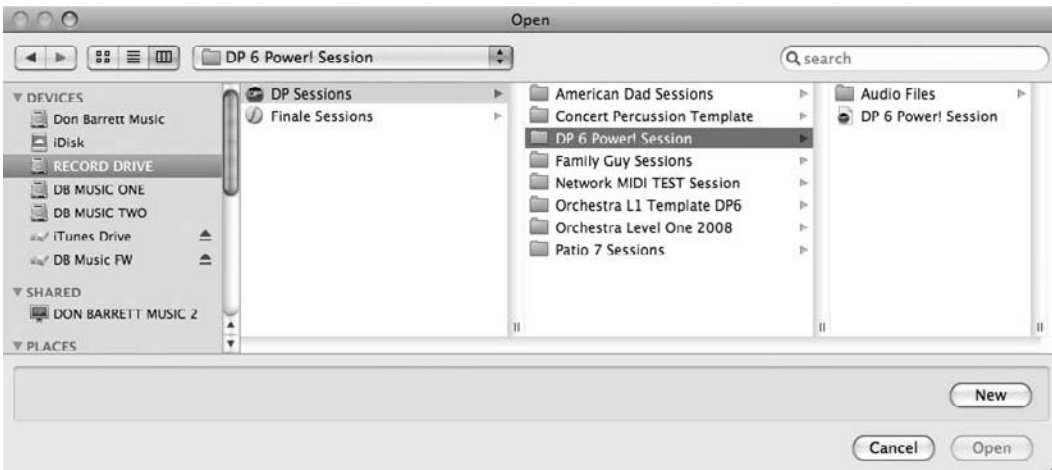 Open
DP 6 Power! Session
search
DEVICES
Don Barrett Music
iDisk
RECORD DRIVE
DB MUSIC ONE
DB MUSIC TWO
iTunes Drive
DB Music FW
SHARED
DON BARRETT MUSIC 2
PLACES
DP Sessions
Finale Sessions
American Dad Sessions
Concert Percussion Template
DP 6 Power! Session
Family Guy Sessions
Network MIDI TEST Session
Orchestra L1 Template DP6
Orchestra Level One 2008
Patio 7 Sessions
Audio Files
DP 6 Power! Session
New
Cancel
Open